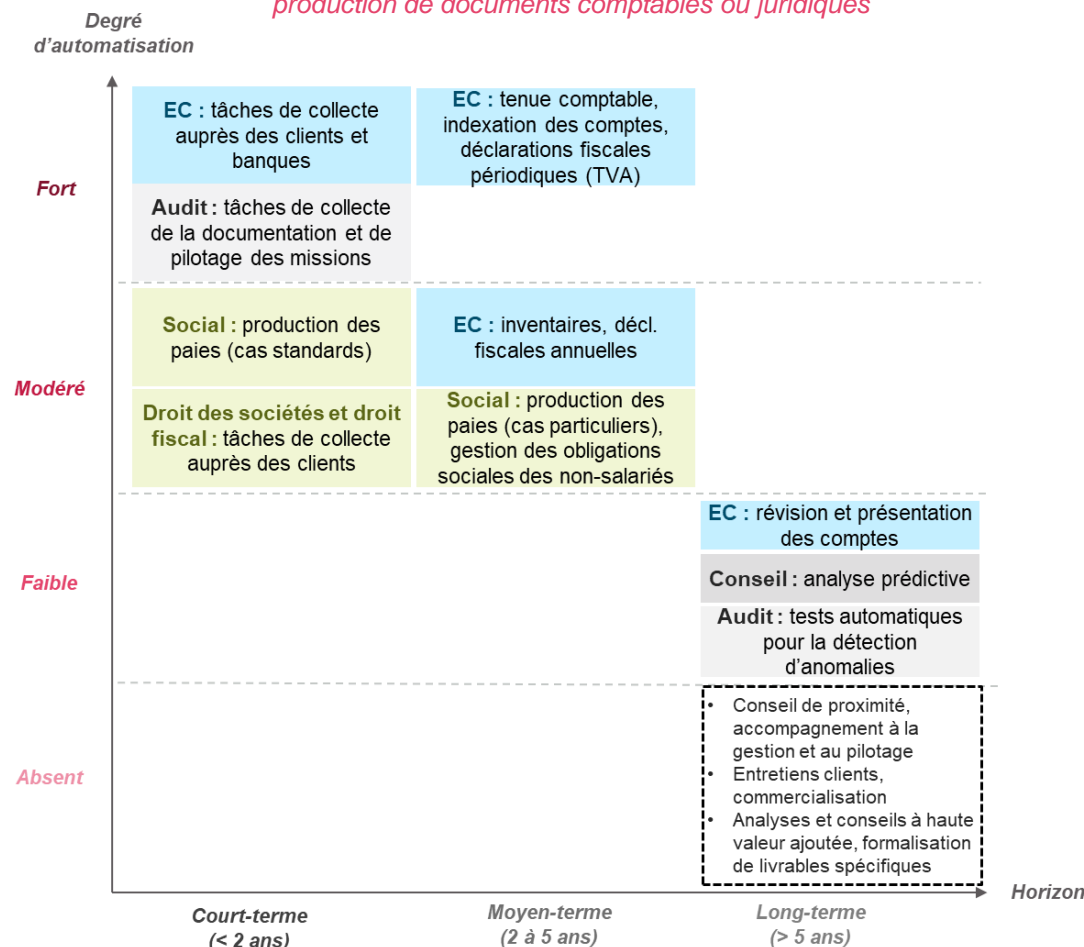 production de documents comptables ou juridiques
Degré
d'automatisation
EC : tâches de collecte
auprès des clients et
banques
EC : tenue comptable,
indexation des comptes,
déclarations fiscales
périodiques (TVA)
Fort
Audit : tâches de collecte
de la documentation et de
pilotage des missions
Social : production des
paies (cas standards)
EC : inventaires, décl.
fiscales annuelles
Modéré
Droit des sociétés et droit
fiscal : tâches de collecte
auprès des clients
Social : production des
paies (cas particuliers),
gestion des obligations
sociales des non-salariés
EC : révision et présentation
des comptes
Faible
Conseil : analyse prédictive
Audit : tests automatiques
pour la détection
d'anomalies
Absent
• Conseil de proximité,
accompagnement à la
gestion et au pilotage
• Entretiens clients,
commercialisation
• Analyses et conseils à haute
valeur ajoutée, formalisation
de livrables spécifiques
Horizon
Court-terme
(< 2 ans)
Moyen-terme
(2 à 5 ans)
Long-terme
(> 5 ans)